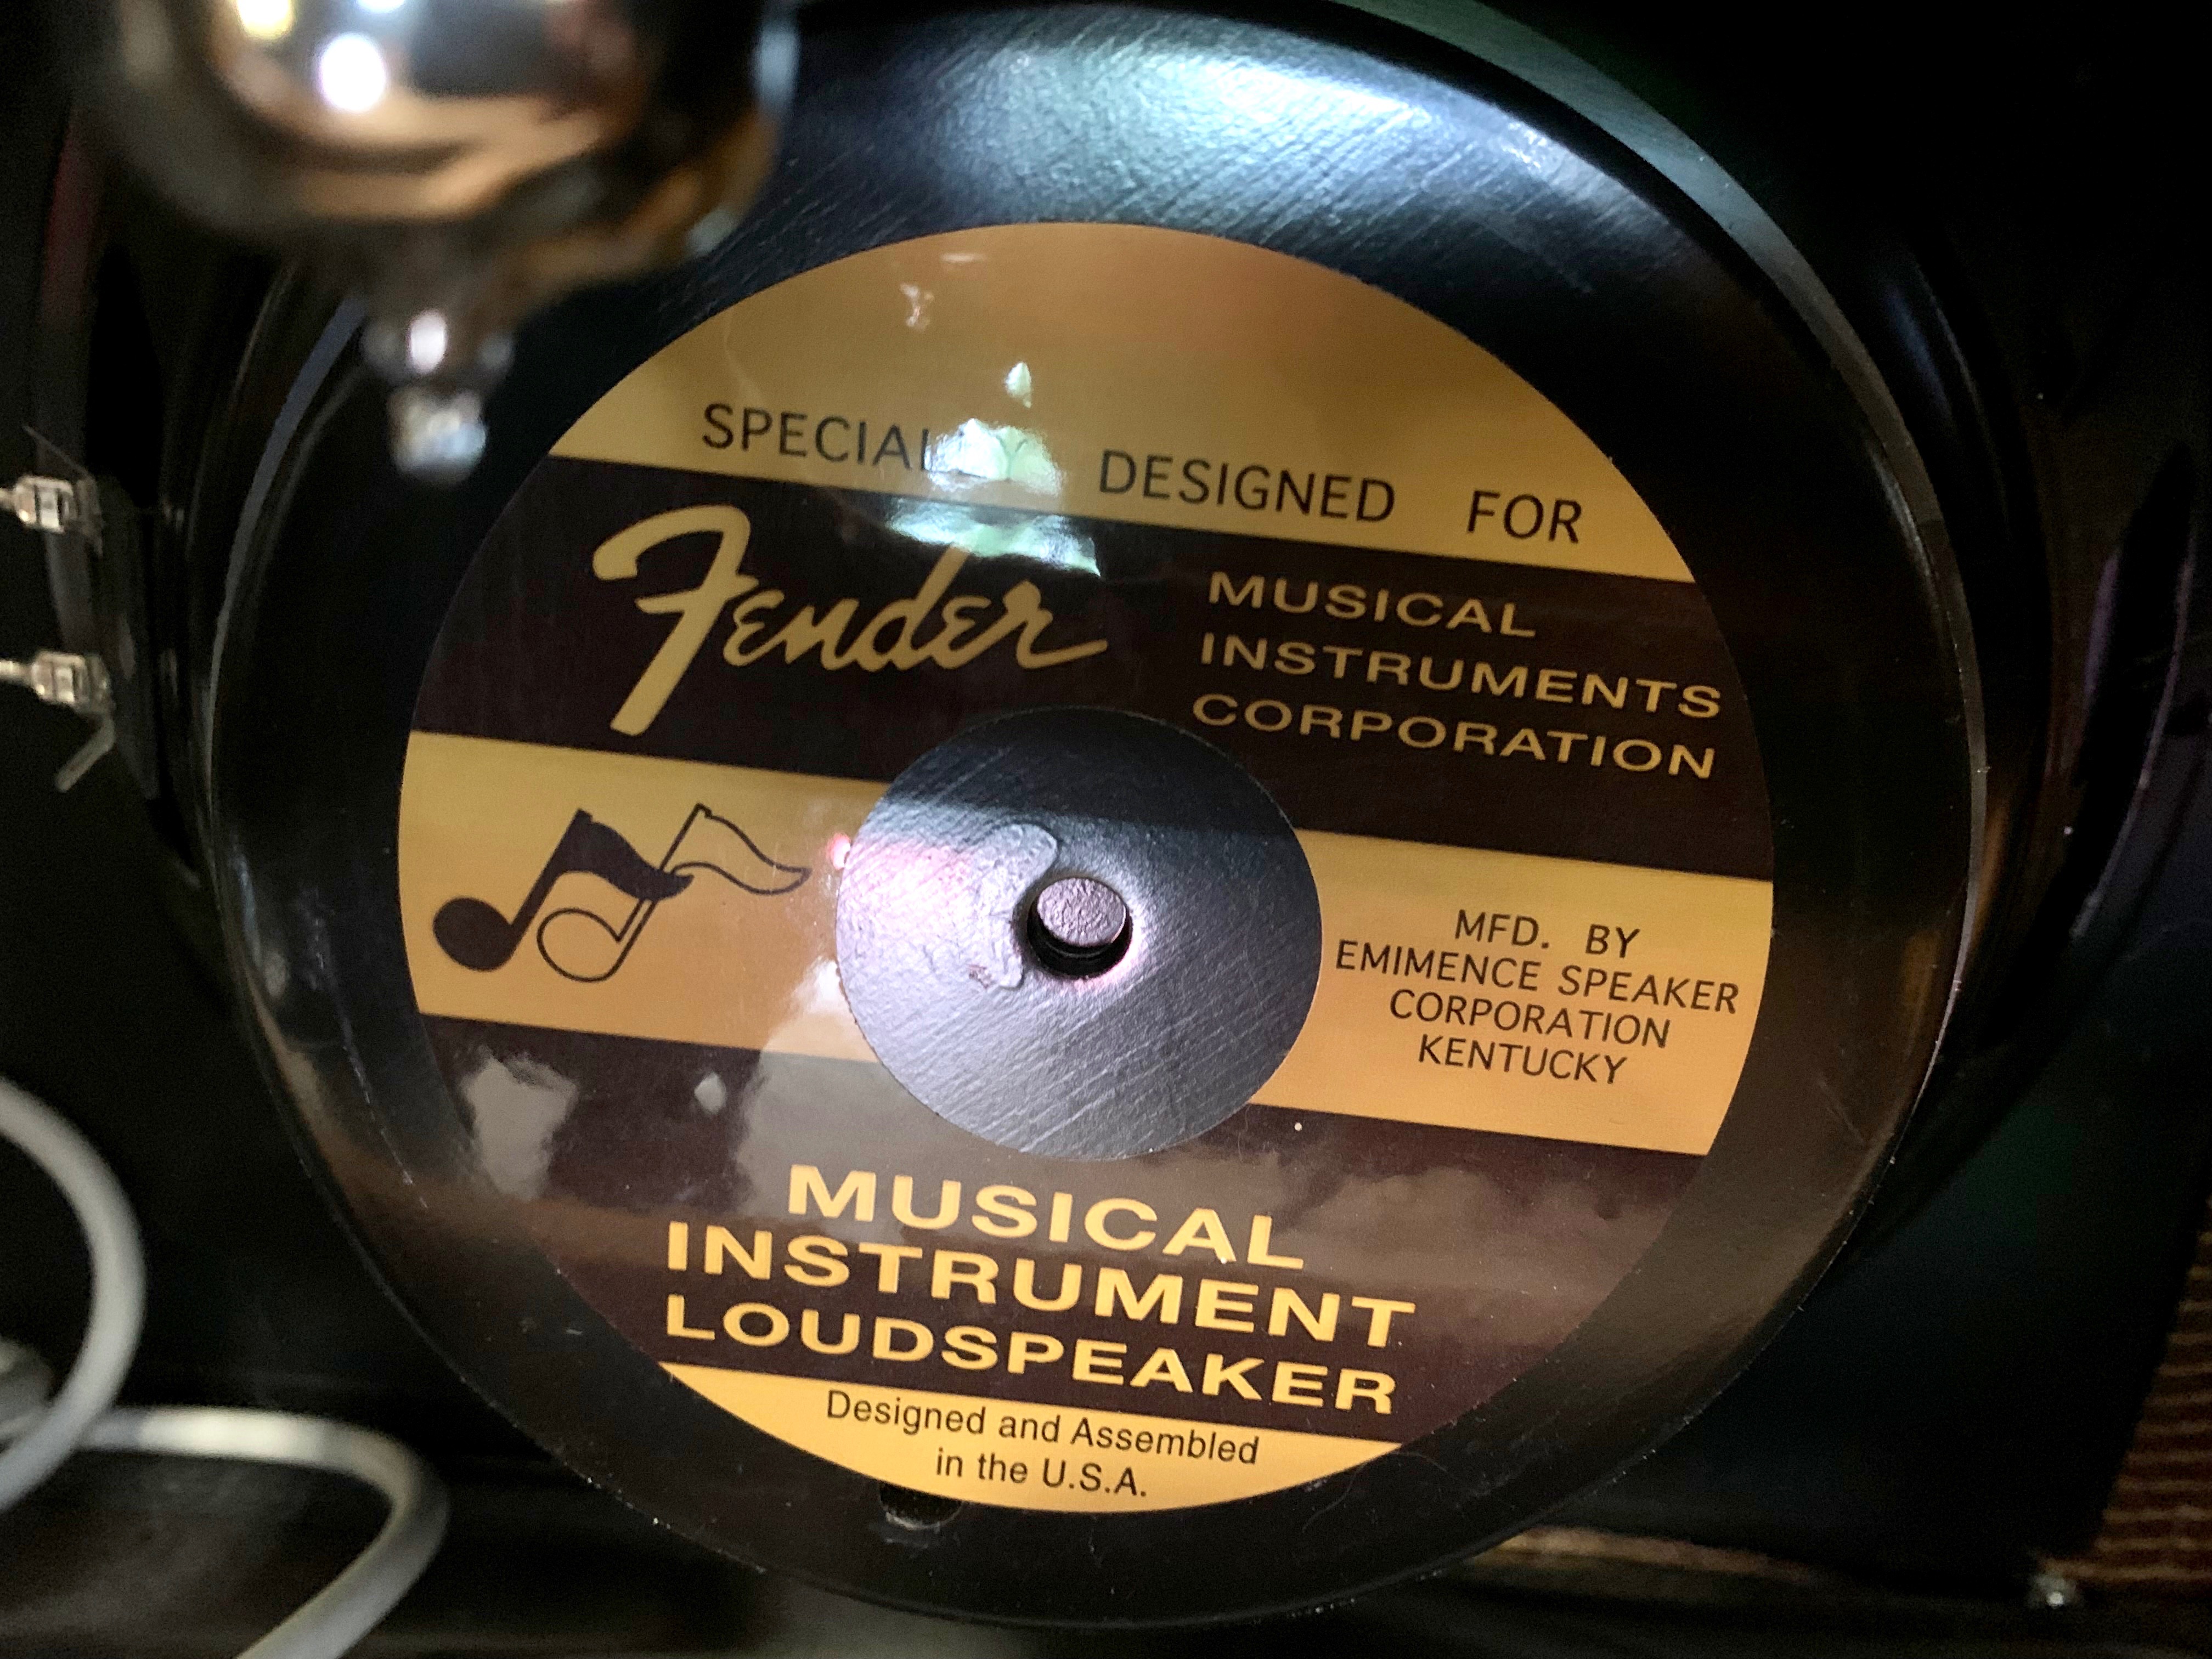 SPECIALLY DESIGNED FOR
Fender
MUSICAL
INSTRUMENTS
CORPORATION
MFD. BY
EMIMENCE SPEAKER
CORPORATION
KENTUCKY
MUSICAL
INSTRUMENT
LOUDSPEAKER
Designed and Assembled
in the U.S.A.